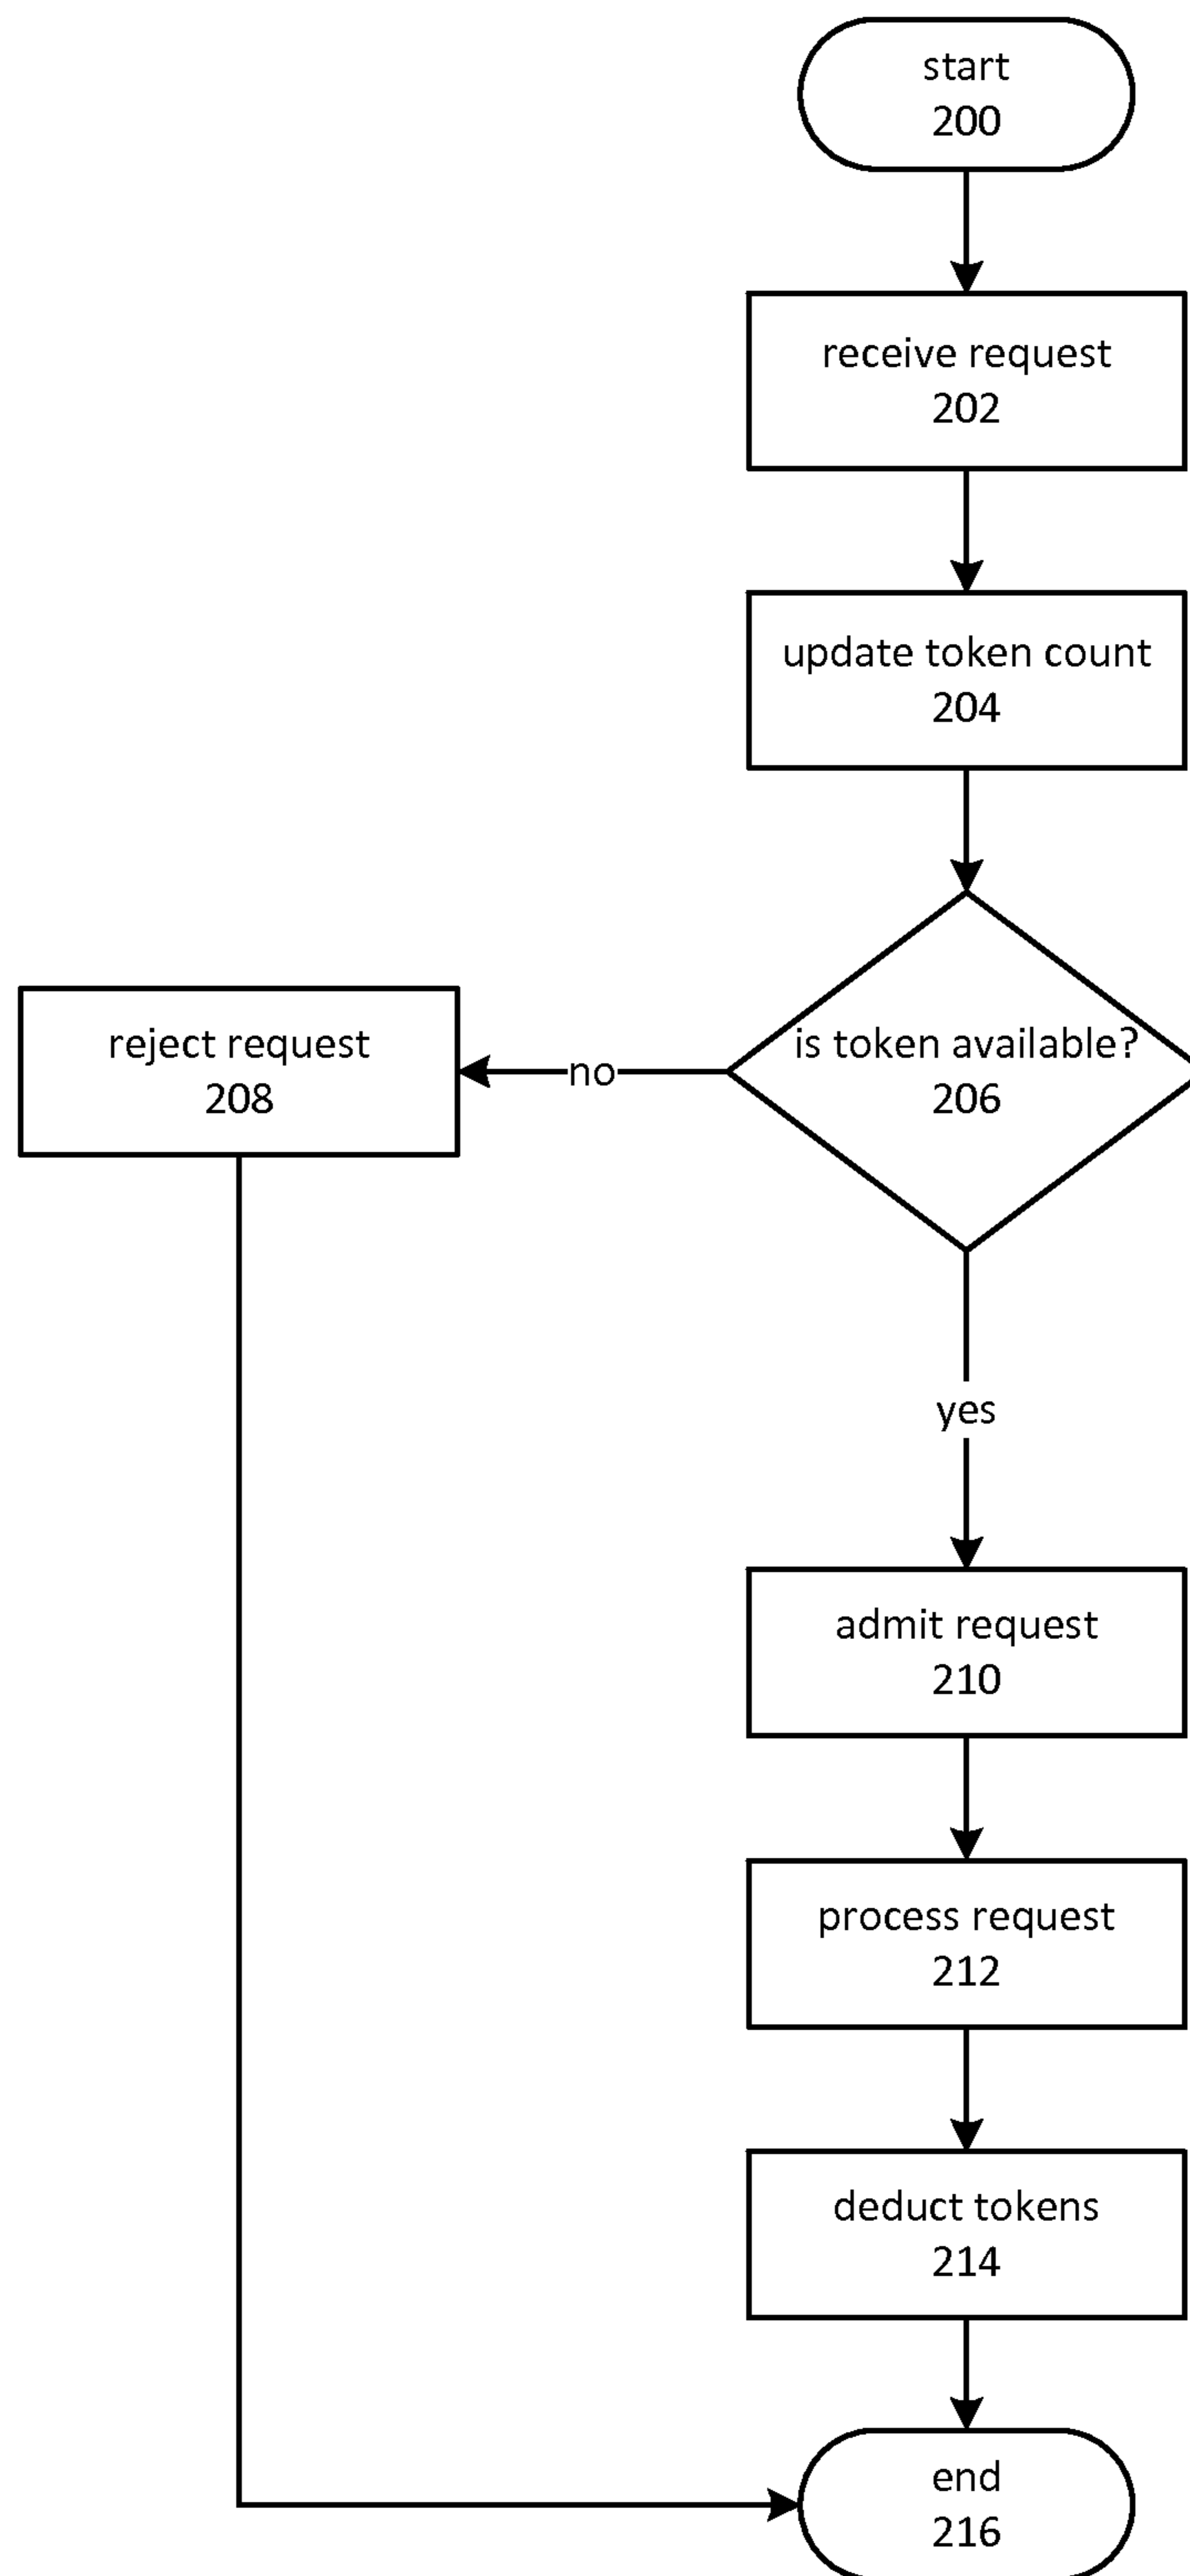 start
200
receive request
202
update token count
204
is token available?
206
no
reject request
208
yes
admit request
210
process request
212
deduct tokens
214
end
216